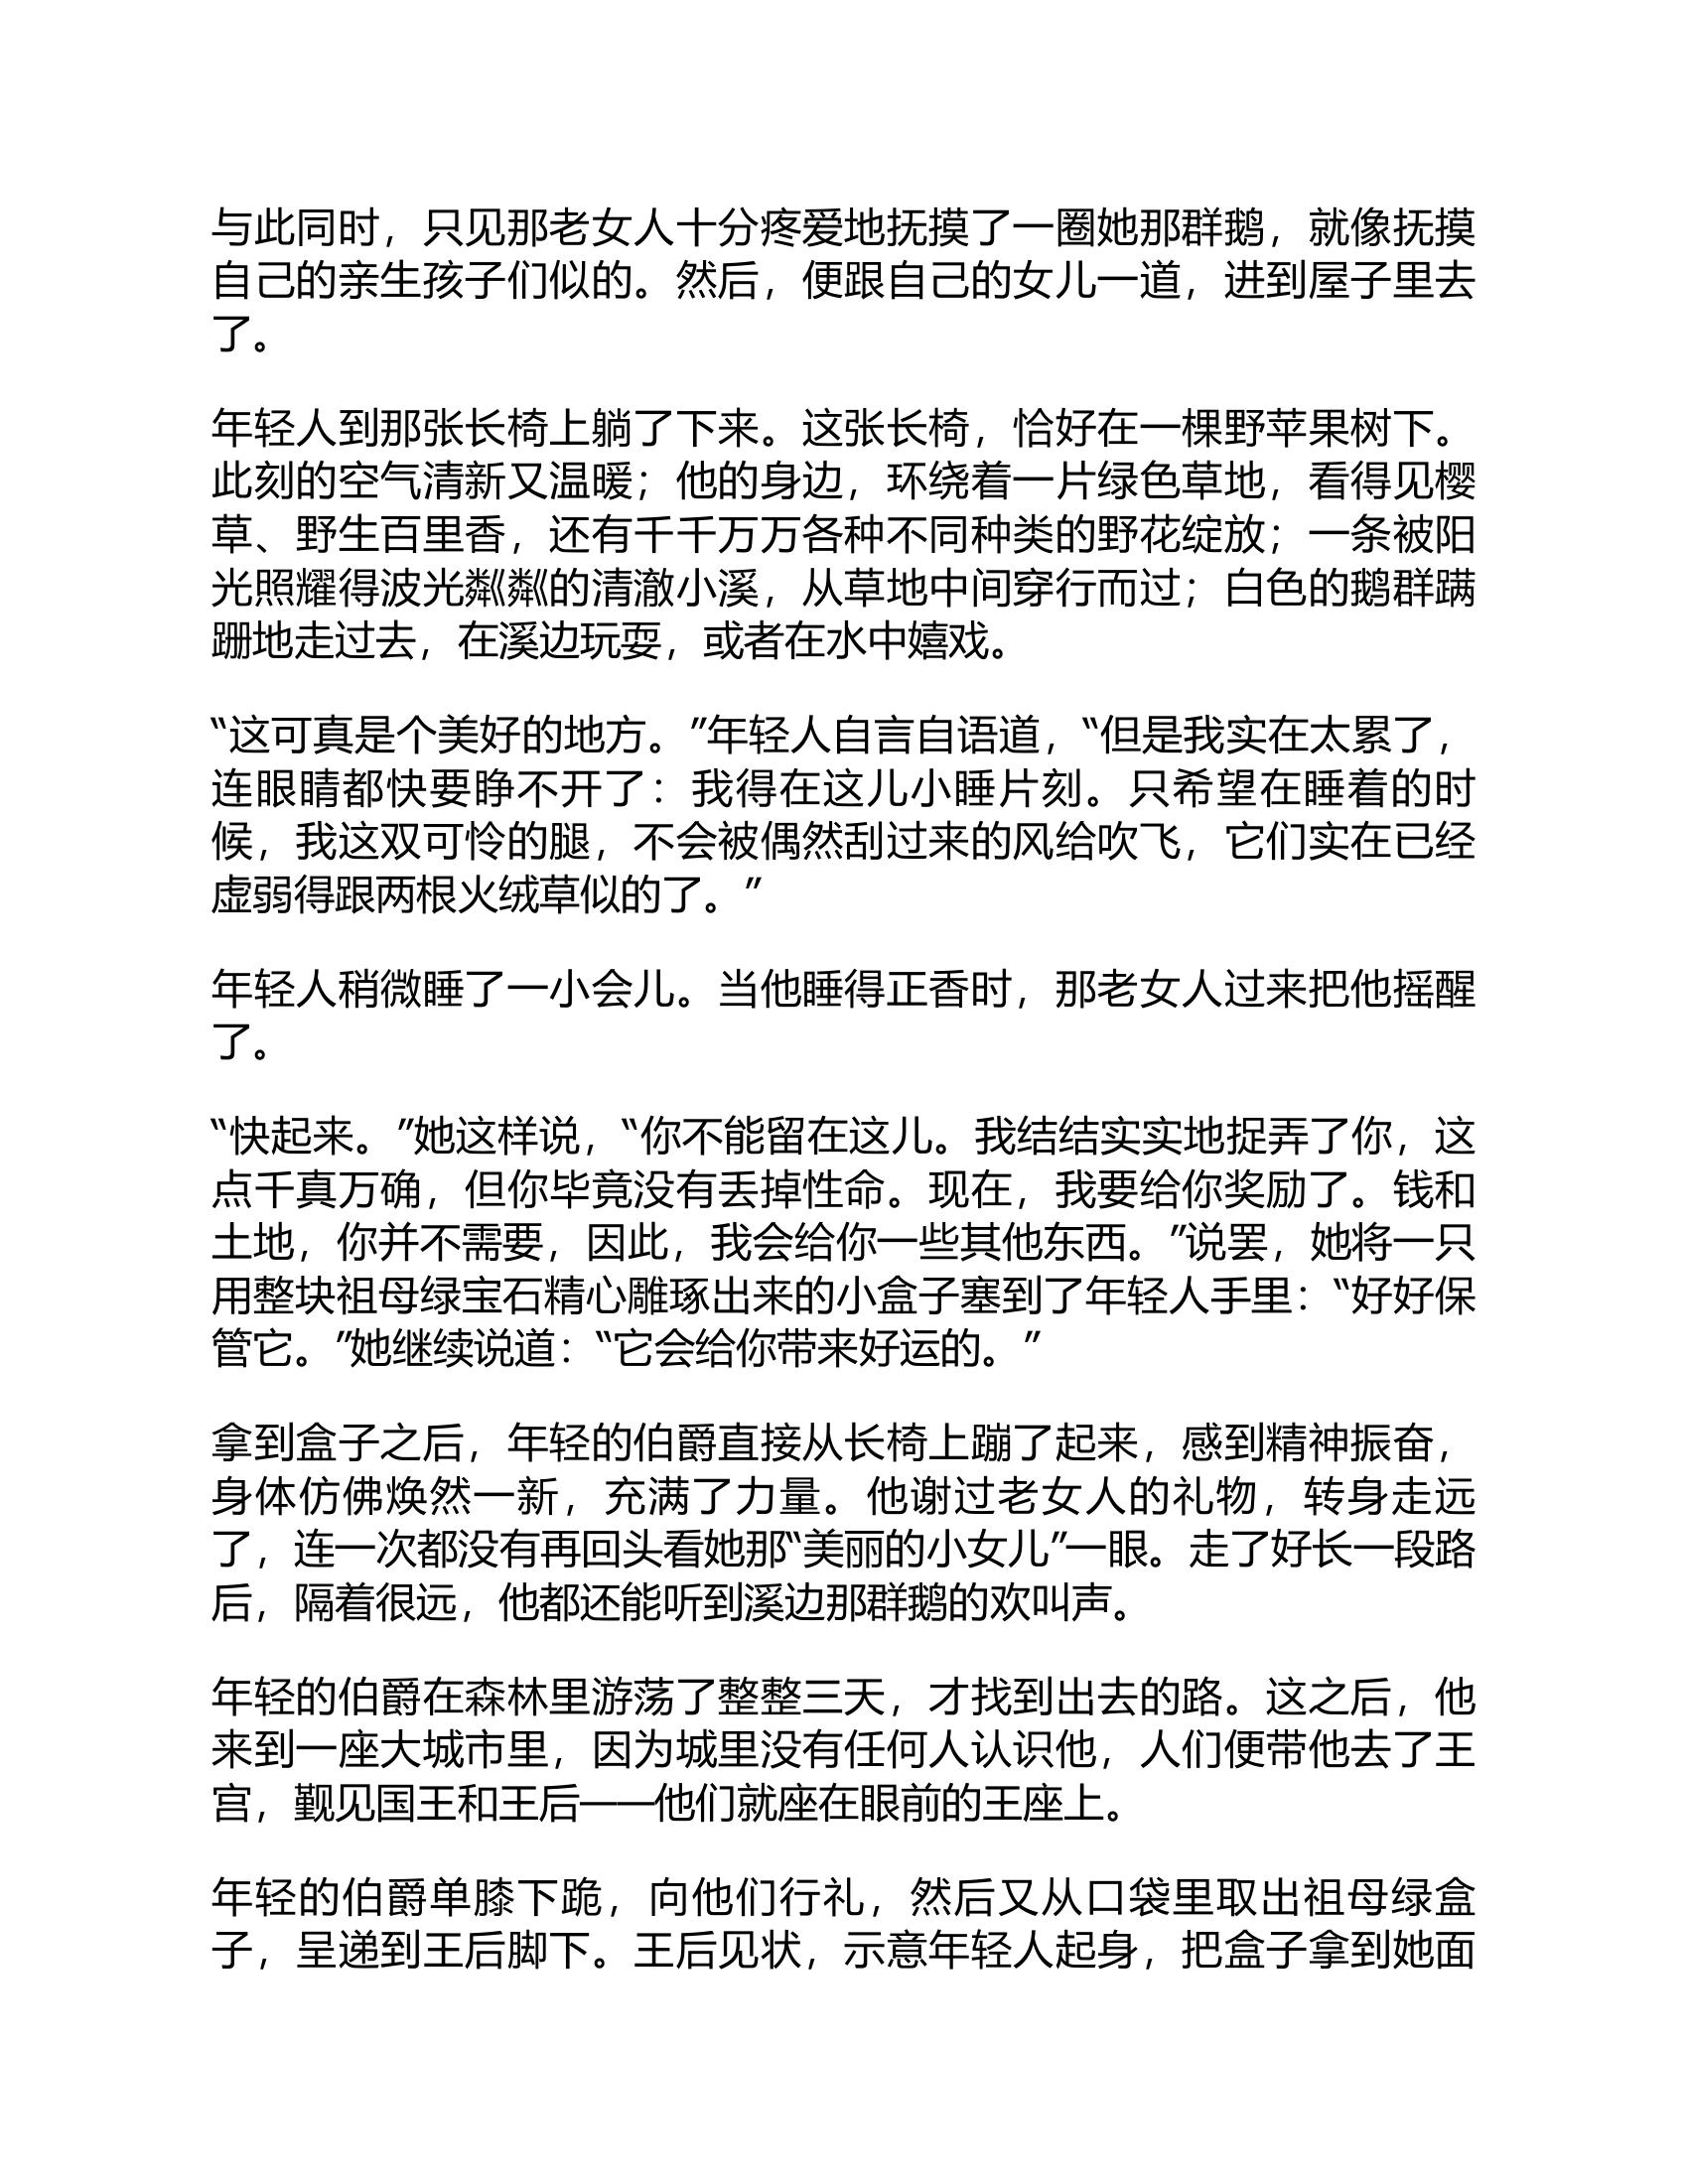 与此同时，只见那老女人十分疼爱地抚摸了一圈她那群鹅，就像抚摸
自己的亲生孩子们似的。然后，便跟自己的女儿一道，进到屋子里去
了。
年轻人到那张长椅上躺了下来。这张长椅，恰好在一棵野苹果树下。
此刻的空气清新又温暖；他的身边，环绕着一片绿色草地，看得见樱
草、野生百里香，还有千千万万各种不同种类的野花绽放；一条被阳
光照耀得波光粼粼的清澈小溪，从草地中间穿行而过；白色的鹅群蹒
跚地走过去，在溪边玩耍，或者在水中嬉戏。
“这可真是个美好的地方。”年轻人自言自语道，“但是我实在太累了，
连眼睛都快要睁不开了：我得在这儿小睡片刻。只希望在睡着的时
候，我这双可怜的腿，不会被偶然刮过来的风给吹飞，它们实在已经
虚弱得跟两根火绒草似的了。”
年轻人稍微睡了一小会儿。当他睡得正香时，那老女人过来把他摇醒
了。
“快起来。”她这样说，“你不能留在这儿。我结结实实地捉弄了你，这
点千真万确，但你毕竟没有丢掉性命。现在，我要给你奖励了。钱和
土地，你并不需要，因此，我会给你一些其他东西。”说罢，她将一只
用整块祖母绿宝石精心雕琢出来的小盒子塞到了年轻人手里：“好好保
管它。”她继续说道：“它会给你带来好运的。”
拿到盒子之后，年轻的伯爵直接从长椅上蹦了起来，感到精神振奋，
身体仿佛焕然一新，充满了力量。他谢过老女人的礼物，转身走远
了，连一次都没有再回头看她那“美丽的小女儿”一眼。走了好长一段路
后，隔着很远，他都还能听到溪边那群鹅的欢叫声。
年轻的伯爵在森林里游荡了整整三天，才找到出去的路。这之后，他
来到一座大城市里，因为城里没有任何人认识他，人们便带他去了王
宫，觐见国王和王后——他们就座在眼前的王座上。
年轻的伯爵单膝下跪，向他们行礼，然后又从口袋里取出祖母绿盒
子，呈递到王后脚下。王后见状，示意年轻人起身，把盒子拿到她面